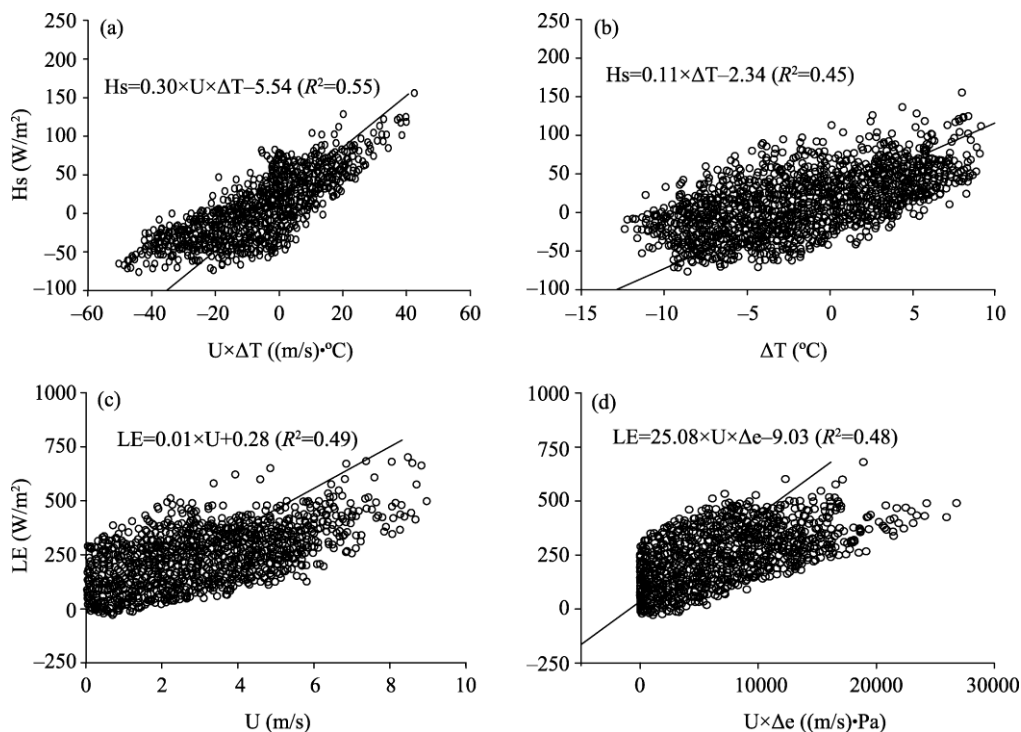 (a)
Hs=0.30×U×ΔT–5.54 (R²=0.55)
250
200
150
100
50
0
–50
–100
Hs (W/m²)
–60 –40 –20 0 20 40 60
U×ΔT ((m/s)•ºC)
(b)
Hs=0.11×ΔT–2.34 (R²=0.45)
250
200
150
100
50
0
–50
–100
–15 –10 –5 0 5 10
ΔT (ºC)
(c)
LE=0.01×U+0.28 (R²=0.49)
1000
750
500
250
0
–250
LE (W/m²)
0 2 4 6 8 10
U (m/s)
(d)
LE=25.08×U×Δe–9.03 (R²=0.48)
1000
750
500
250
0
–250
0 10000 20000 30000
U×Δe ((m/s)•Pa)